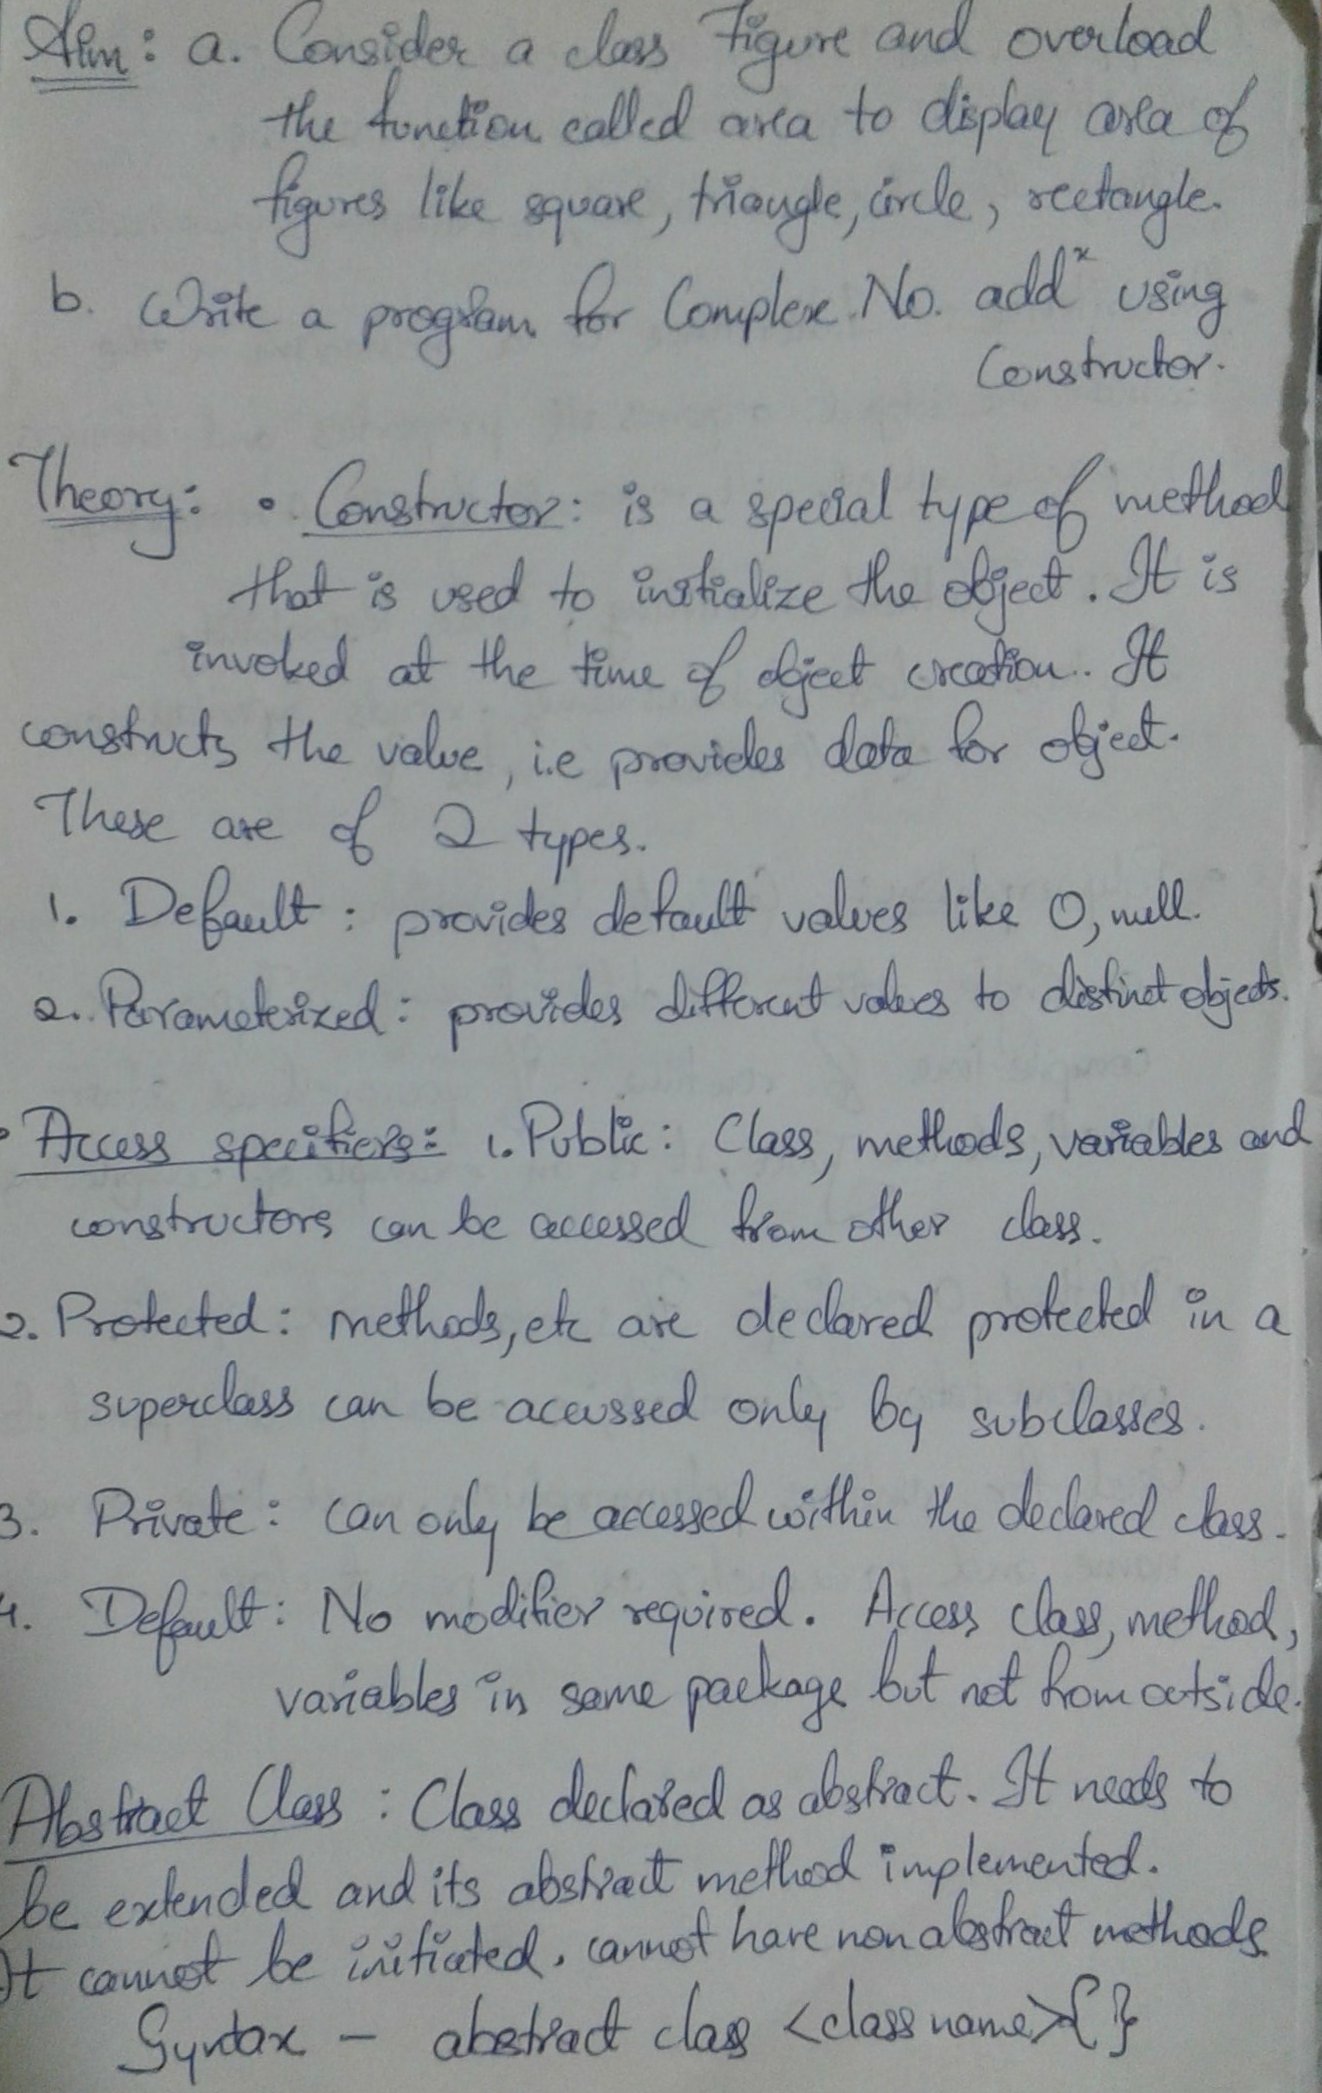 Aim: a. Consider a class Figure and overload
the function called area to display area of
figures like square, triangle, circle, rectangle.
b. Write a program for Complex No. addˣ using
Constructor.
Theory: • Constructor: is a special type of method
that is used to initialize the object. It is
invoked at the time of object creation.. It
constructs the value, i.e provides data for object.
These are of 2 types.
1. Default : provides default values like 0, null.
2. Parameterized : provides different values to distinct objects.
• Access specifiers: 1. Public : Class, methods, variables and
constructors can be accessed from other class.
2. Protected : methods, etc are declared protected in a
superclass can be accussed only by subclasses.
3. Private : can only be accessed within the declared class.
4. Default : No modifier required. Access class, method,
variables in same package but not from outside.
Abstract Class : Class declared as abstract. It needs to
be extended and its abstract method implemented.
It cannot be initiated. cannot have non abstract methods
Syntax - abstract class <class name>{ }